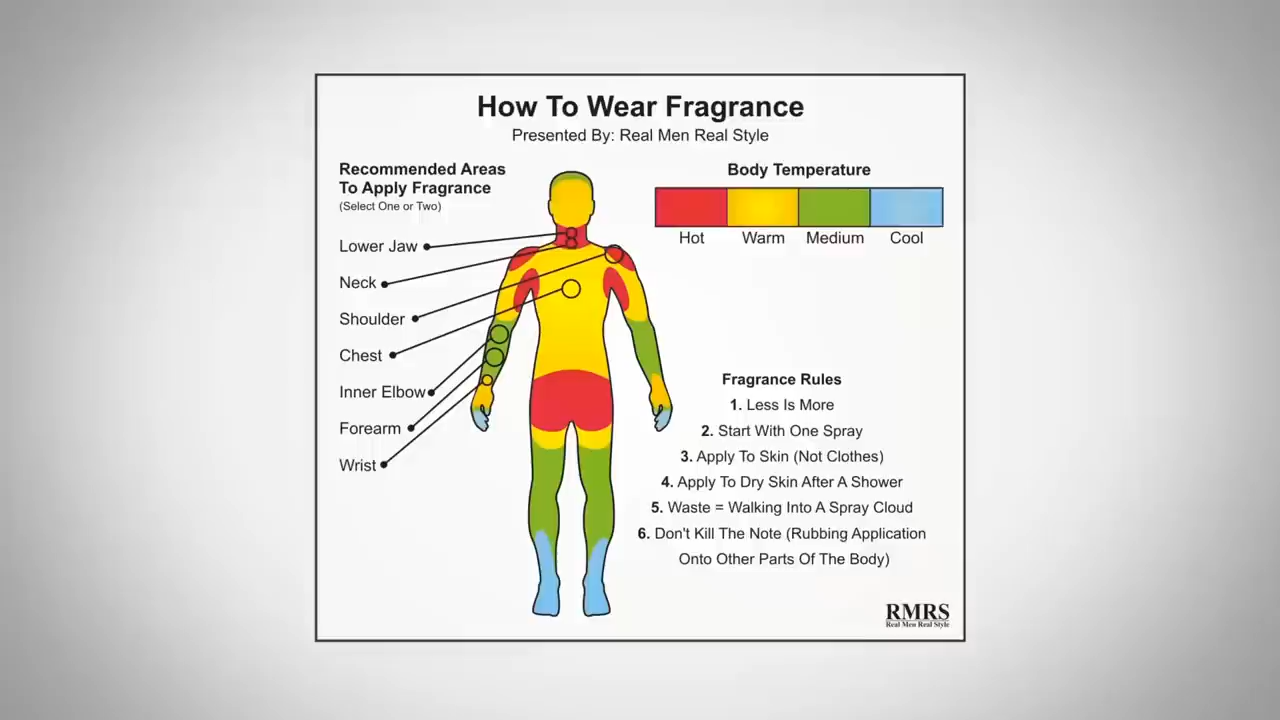 How To Wear Fragrance
Presented By: Real Men Real Style
Recommended Areas
To Apply Fragrance
(Select One or Two)
Lower Jaw
Neck
Shoulder
Chest
Inner Elbow
Forearm
Wrist
Body Temperature
Hot Warm Medium Cool
Fragrance Rules
1. Less Is More
2. Start With One Spray
3. Apply To Skin (Not Clothes)
4. Apply To Dry Skin After A Shower
5. Waste = Walking Into A Spray Cloud
6. Don't Kill The Note (Rubbing Application
Onto Other Parts Of The Body)
RMRS
Real Men Real Style